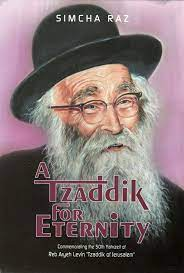 SIMCHA RAZ
A
TZADDIK
FOR
ETERNITY
Commemorating the 50th Yahrzeit of
Reb Aryeh Levin "Tzaddik of Jerusalem"